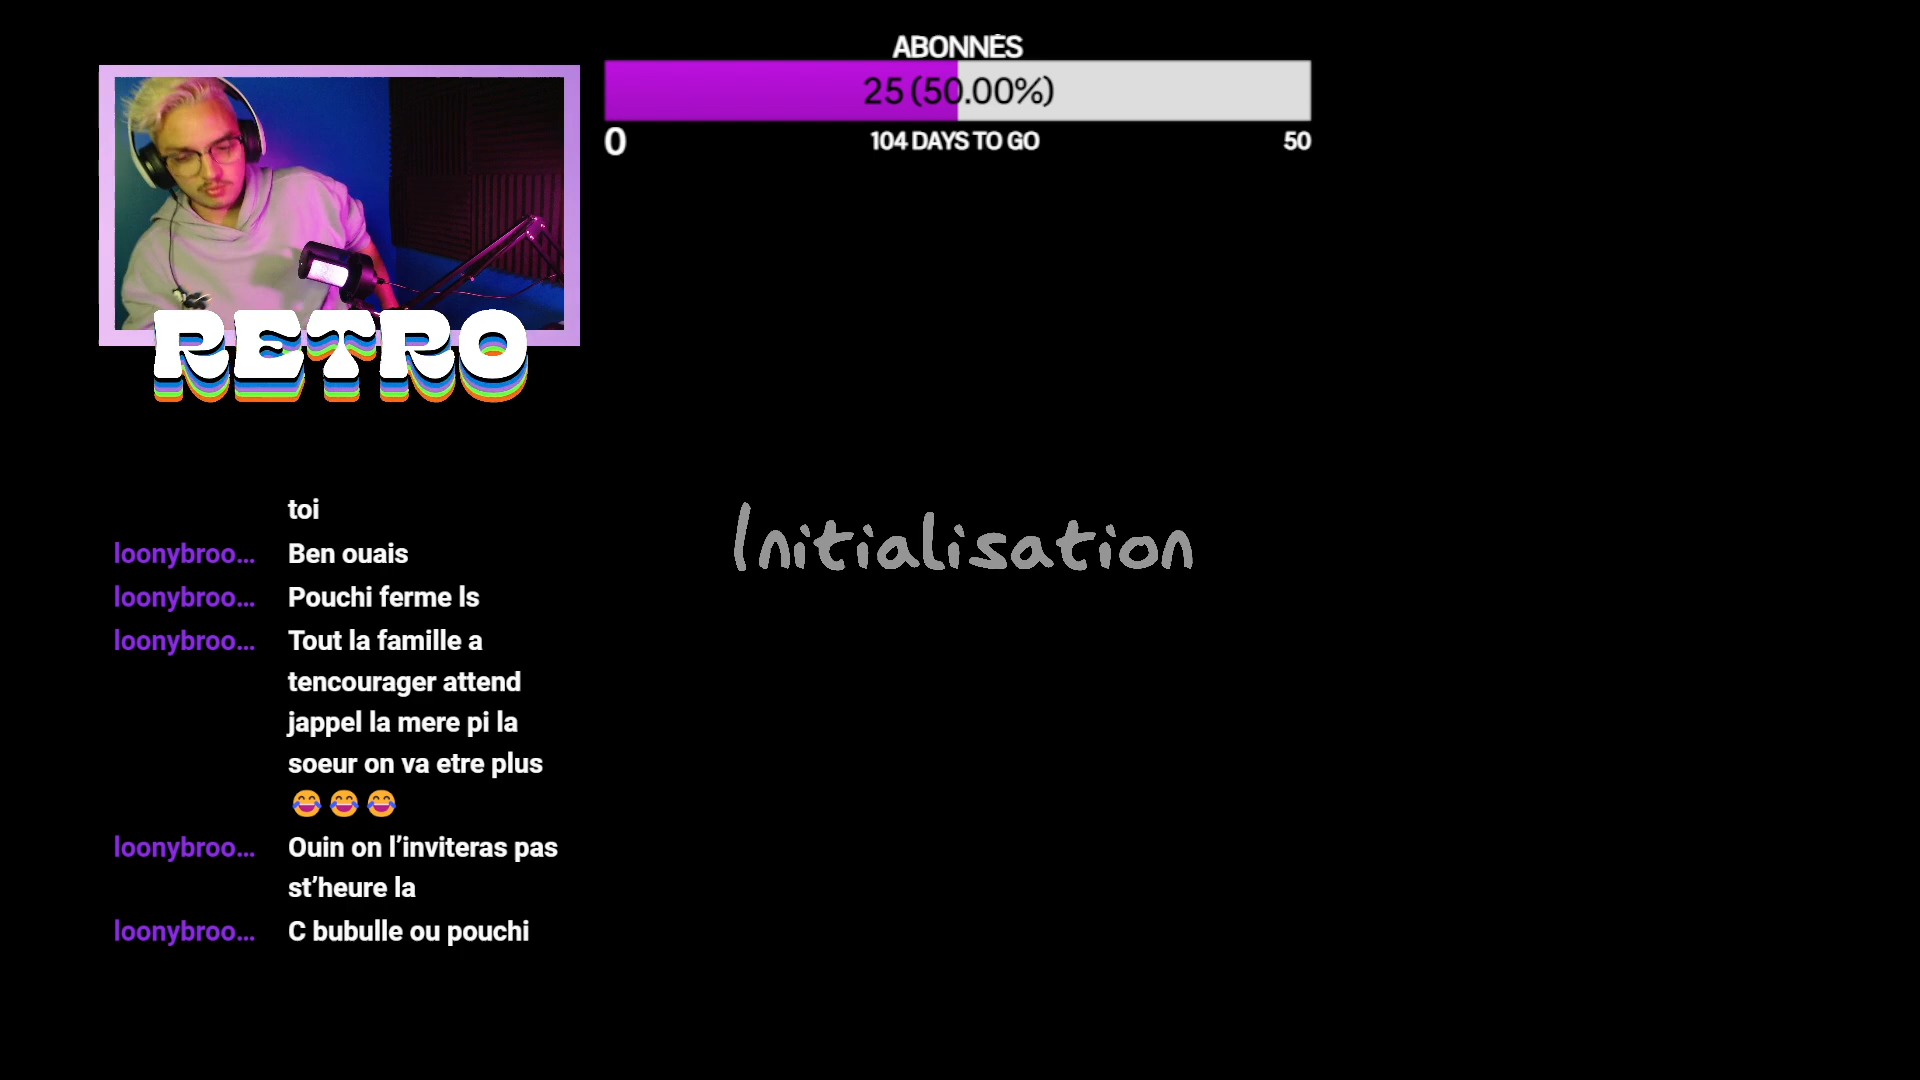 ABONNÉS
25 (50.00%)
0 104 DAYS TO GO 50
RETRO
Initialisation
toi
loonybroo... Ben ouais
loonybroo... Pouchi ferme ls
loonybroo... Tout la famille a
tencourager attend
jappel la mere pi la
soeur on va etre plus
😂 😂 😂
loonybroo... Ouin on l’inviteras pas
st’heure la
loonybroo... C bubulle ou pouchi